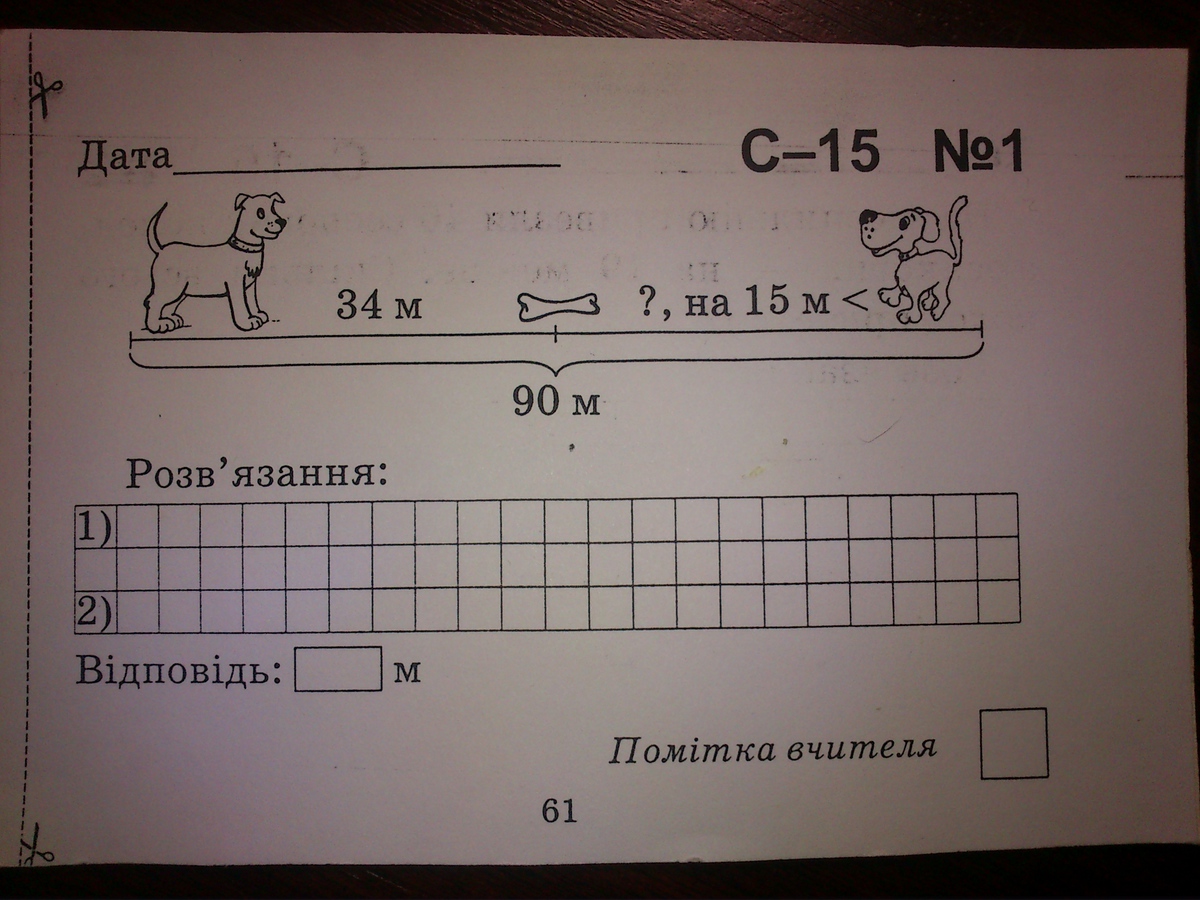 Дата С–15 №1
34 м ?, на 15 м <
90 м
Розв’язання:
1)
2)
Відповідь: м
Помітка вчителя
61